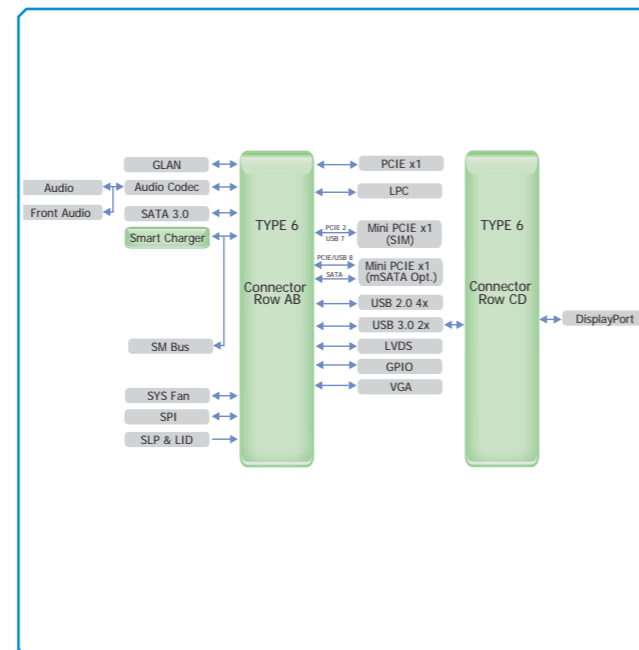 GLAN
Audio
Audio Codec
Front Audio
SATA 3.0
Smart Charger
SM Bus
SYS Fan
SPI
SLP & LID
TYPE 6
Connector
Row AB
PCIE x1
LPC
PCIE 2
USB 7
Mini PCIE x1
(SIM)
PCIE/USB 8
SATA
Mini PCIE x1
(mSATA Opt.)
USB 2.0 4x
USB 3.0 2x
LVDS
GPIO
VGA
TYPE 6
Connector
Row CD
DisplayPort